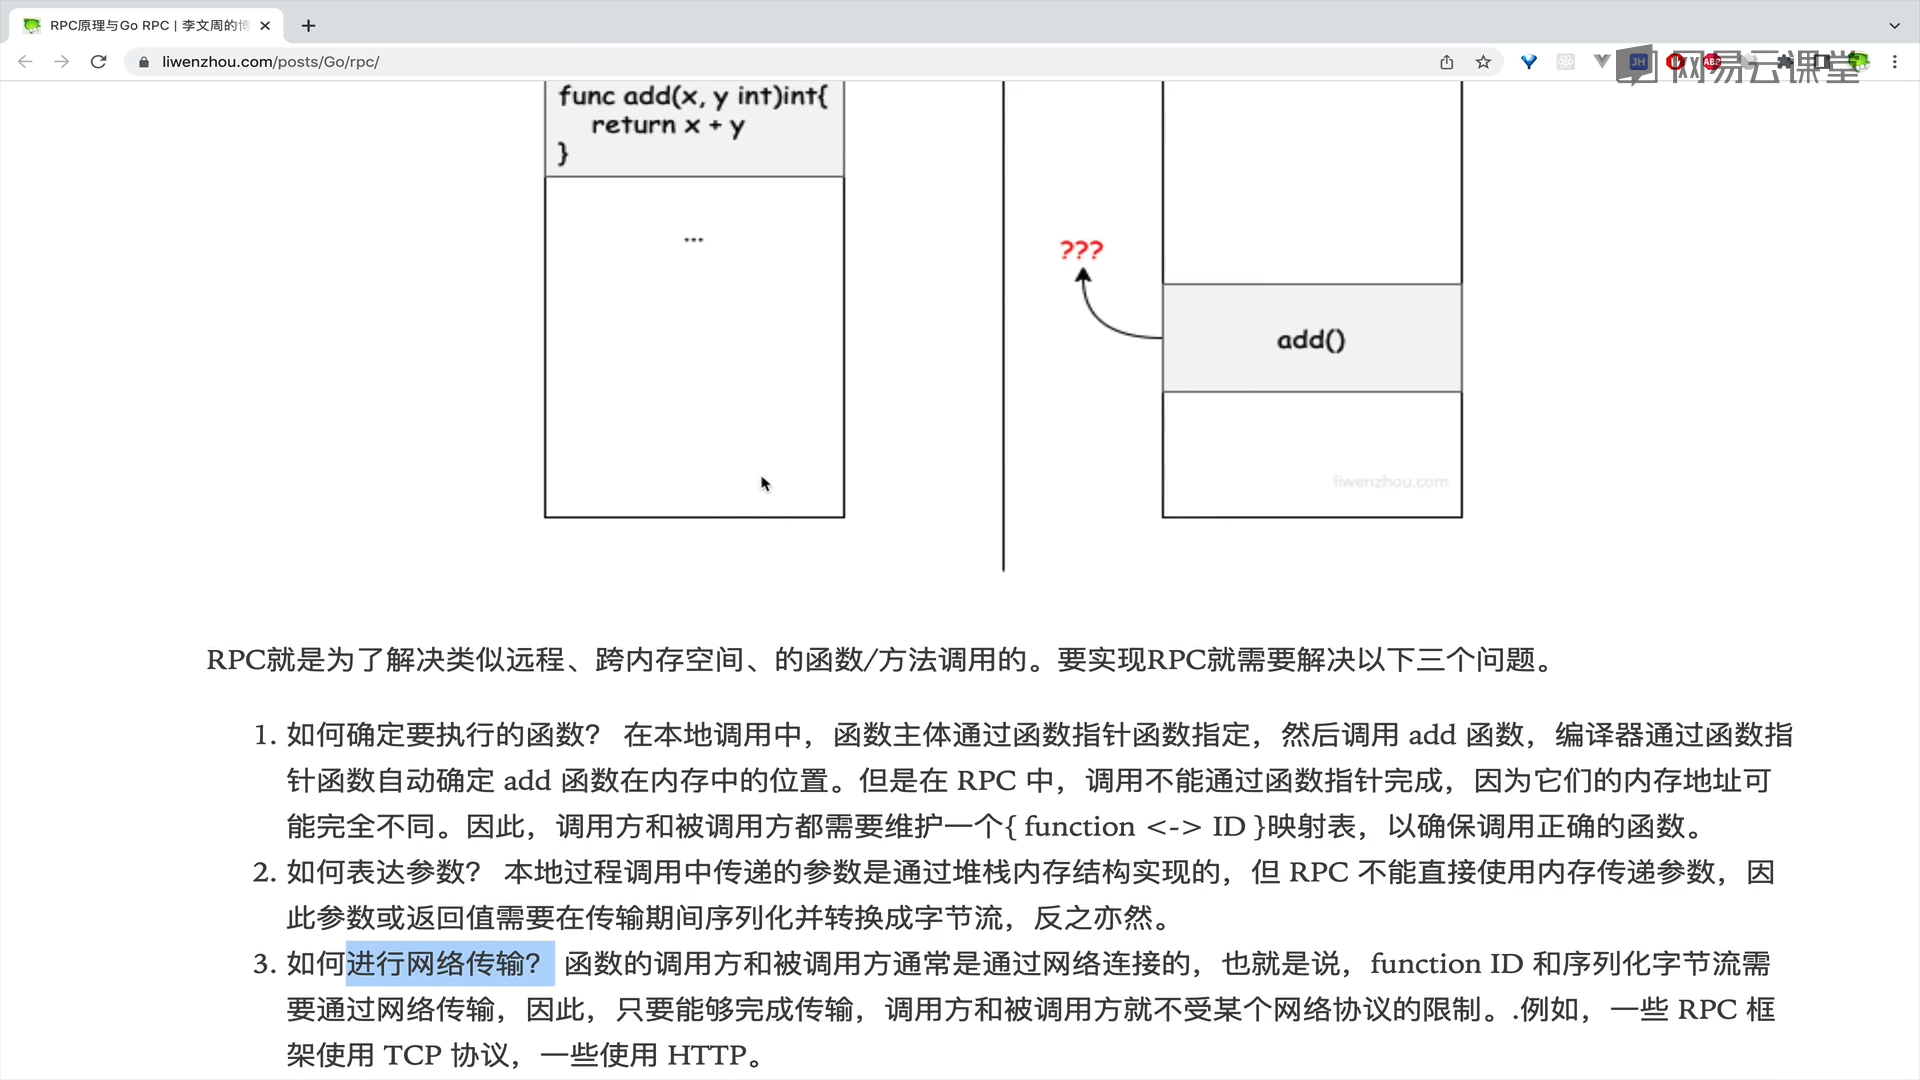 RPC原理与Go RPC | 李文周的博
liwenzhou.com/posts/Go/rpc/
网易云课堂
func add(x, y int)int{
return x + y
}
...
???
add()
liwenzhou.com
RPC就是为了解决类似远程、跨内存空间、的函数/方法调用的。要实现RPC就需要解决以下三个问题。
1. 如何确定要执行的函数？ 在本地调用中，函数主体通过函数指针函数指定，然后调用 add 函数，编译器通过函数指
针函数自动确定 add 函数在内存中的位置。但是在 RPC 中，调用不能通过函数指针完成，因为它们的内存地址可
能完全不同。因此，调用方和被调用方都需要维护一个{ function <-> ID }映射表，以确保调用正确的函数。
2. 如何表达参数？ 本地过程调用中传递的参数是通过堆栈内存结构实现的，但 RPC 不能直接使用内存传递参数，因
此参数或返回值需要在传输期间序列化并转换成字节流，反之亦然。
3. 如何进行网络传输？ 函数的调用方和被调用方通常是通过网络连接的，也就是说，function ID 和序列化字节流需
要通过网络传输，因此，只要能够完成传输，调用方和被调用方就不受某个网络协议的限制。.例如，一些 RPC 框
架使用 TCP 协议，一些使用 HTTP。